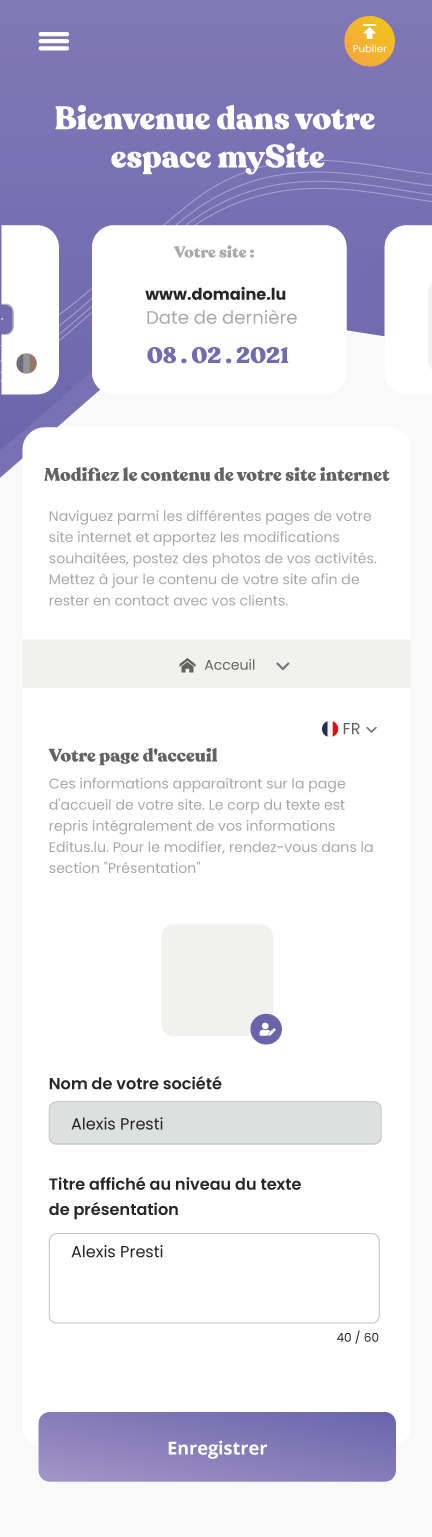 Publier
Bienvenue dans votre
espace mySite
Votre site :
www.domaine.lu
Date de dernière
08 . 02 . 2021
Modifiez le contenu de votre site internet
Naviguez parmi les différentes pages de votre
site internet et apportez les modifications
souhaitées, postez des photos de vos activités.
Mettez à jour le contenu de votre site afin de
rester en contact avec vos clients.
Acceuil
FR
Votre page d'acceuil
Ces informations apparaîtront sur la page
d'accueil de votre site. Le corp du texte est
repris intégralement de vos informations
Editus.lu. Pour le modifier, rendez-vous dans la
section "Présentation"
Nom de votre société
Alexis Presti
Titre affiché au niveau du texte
de présentation
Alexis Presti
40 / 60
Enregistrer